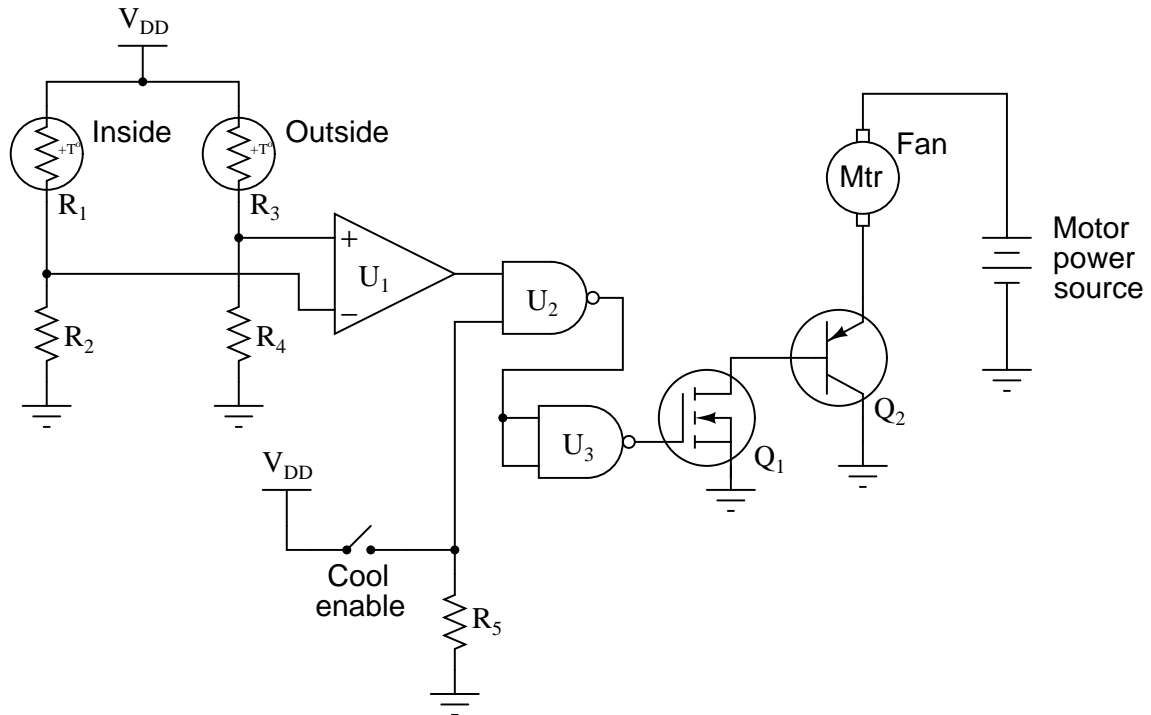 VDD
Inside
Outside
+T°
+T°
R1
R3
Fan
Mtr
+
U1
−
U2
R2
R4
Motor
power
source
Q2
U3
Q1
VDD
Cool
enable
R5